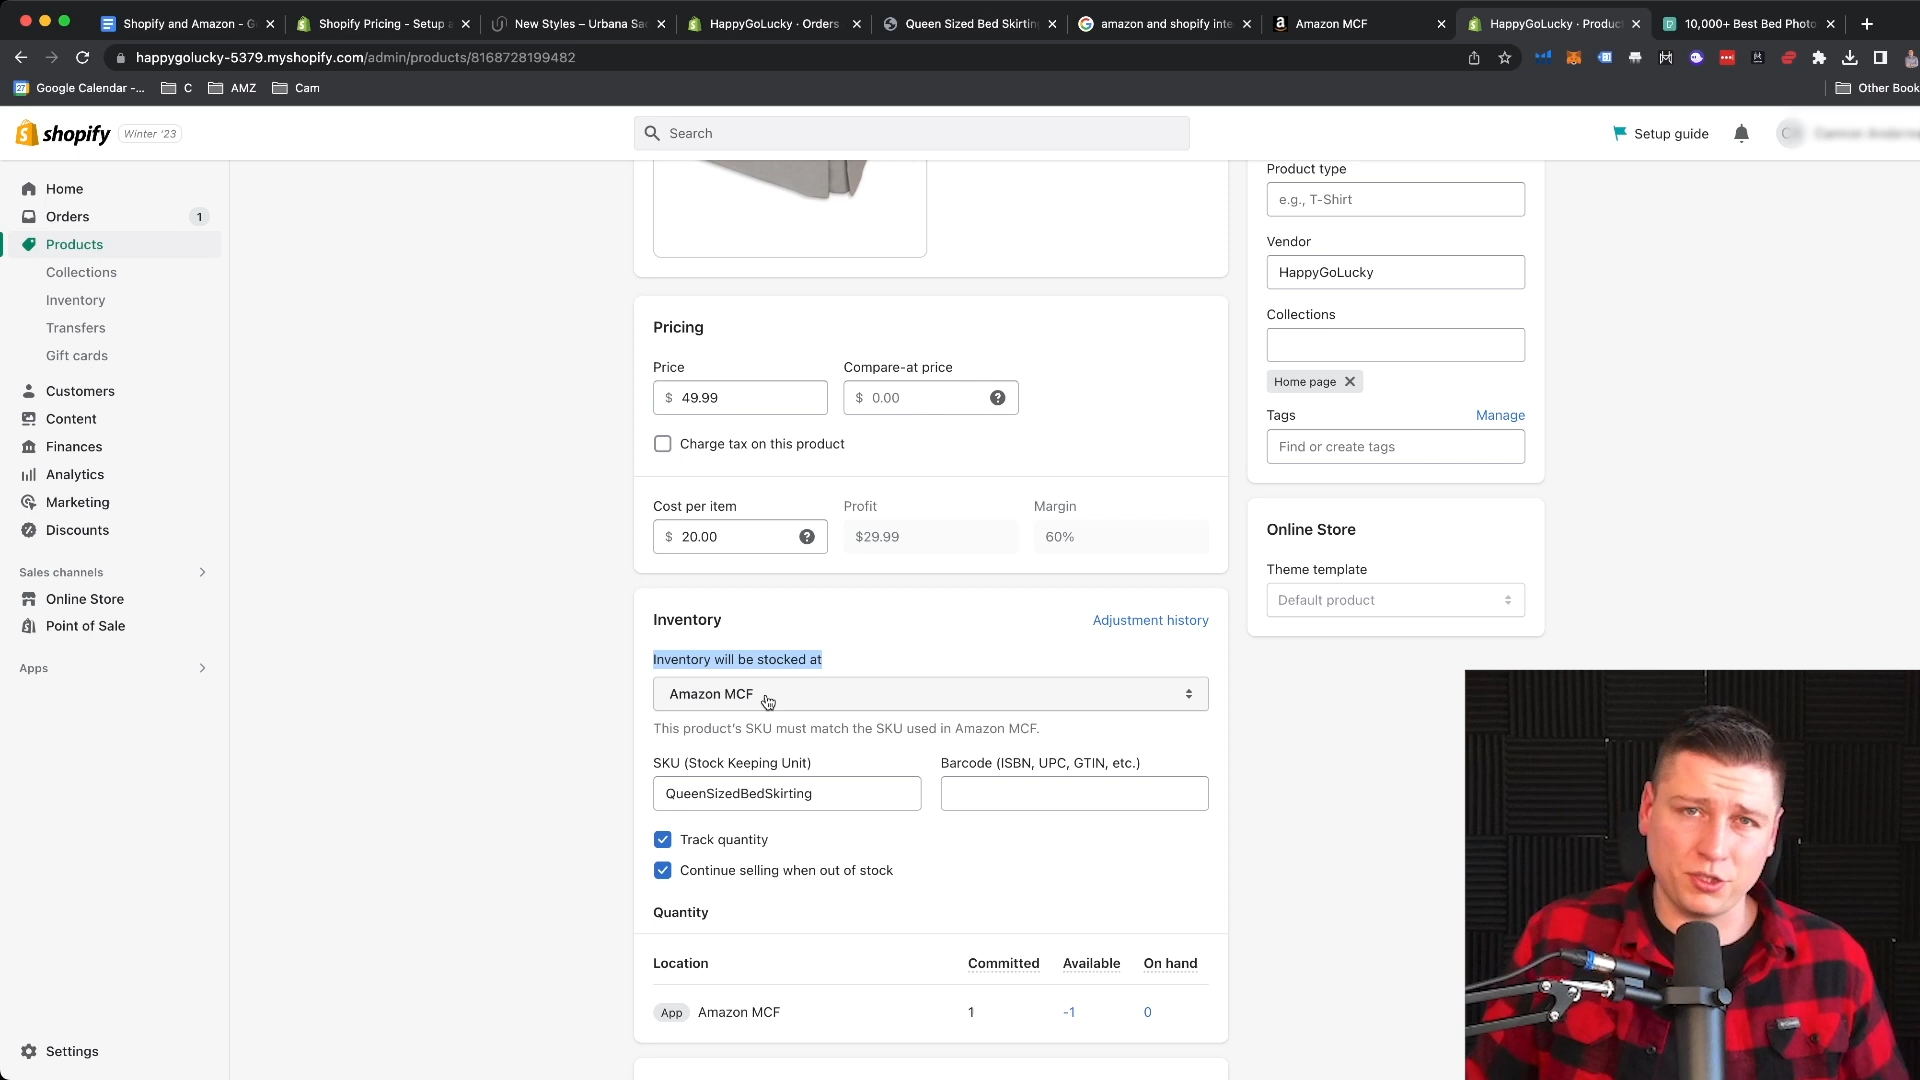 Shopify and Amazon - G
Shopify Pricing - Setup a
New Styles – Urbana Sac
HappyGoLucky · Orders
Queen Sized Bed Skirting
amazon and shopify inte
Amazon MCF
HappyGoLucky · Produc
10,000+ Best Bed Photo
happygolucky-5379.myshopify.com/admin/products/8168728199482
Google Calendar -...
C
AMZ
Cam
Other Book
shopify
Winter '23
Search
Setup guide
Home
Orders
1
Products
Collections
Inventory
Transfers
Gift cards
Customers
Content
Finances
Analytics
Marketing
Discounts
Sales channels
Online Store
Point of Sale
Apps
Settings
Pricing
Price
Compare-at price
$ 49.99
$ 0.00
Charge tax on this product
Cost per item
Profit
Margin
$ 20.00
$29.99
60%
Inventory
Adjustment history
Inventory will be stocked at
Amazon MCF
This product's SKU must match the SKU used in Amazon MCF.
SKU (Stock Keeping Unit)
Barcode (ISBN, UPC, GTIN, etc.)
QueenSizedBedSkirting
Track quantity
Continue selling when out of stock
Quantity
Location
Committed
Available
On hand
App
Amazon MCF
1
-1
0
Product type
e.g., T-Shirt
Vendor
HappyGoLucky
Collections
Home page
Tags
Manage
Find or create tags
Online Store
Theme template
Default product